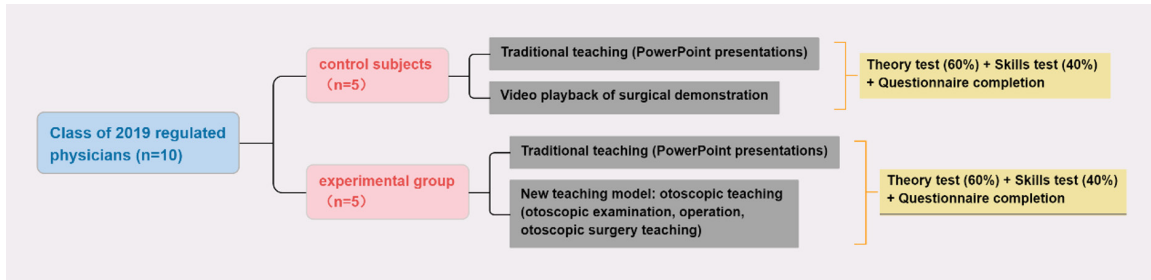 Class of 2019 regulated
physicians (n=10)
control subjects
（n=5）
Traditional teaching (PowerPoint presentations)
Video playback of surgical demonstration
Theory test (60%) + Skills test (40%)
+ Questionnaire completion
experimental group
（n=5）
Traditional teaching (PowerPoint presentations)
New teaching model: otoscopic teaching
(otoscopic examination, operation,
otoscopic surgery teaching)
Theory test (60%) + Skills test (40%)
+ Questionnaire completion